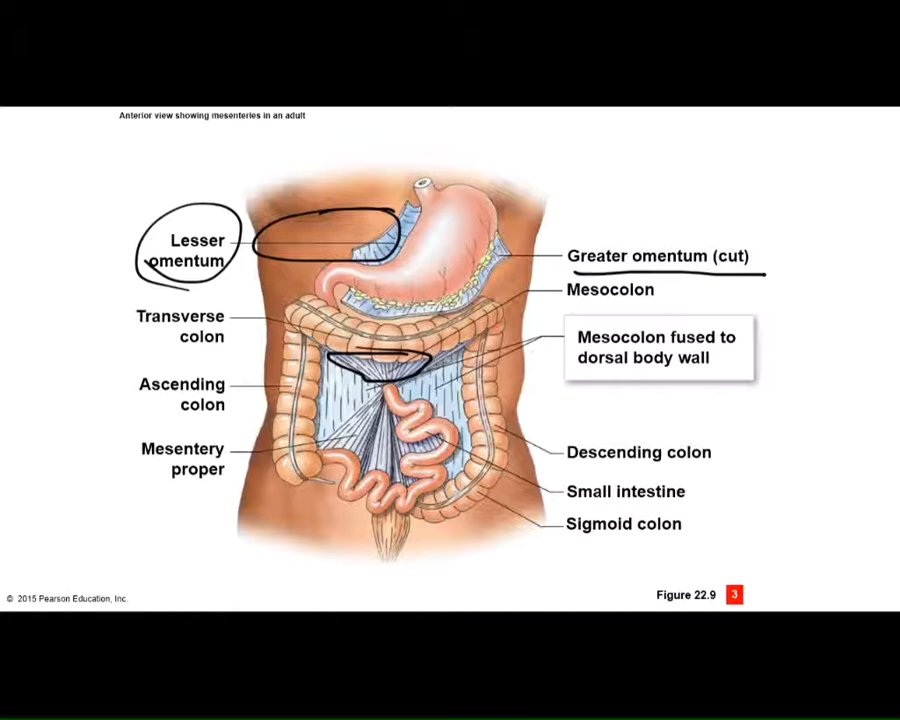 Anterior view showing mesenteries in an adult
Lesser
omentum
Greater omentum (cut)
Mesocolon
Transverse
colon
Mesocolon fused to
dorsal body wall
Ascending
colon
Mesentery
proper
Descending colon
Small intestine
Sigmoid colon
© 2015 Pearson Education, Inc.
Figure 22.9 3